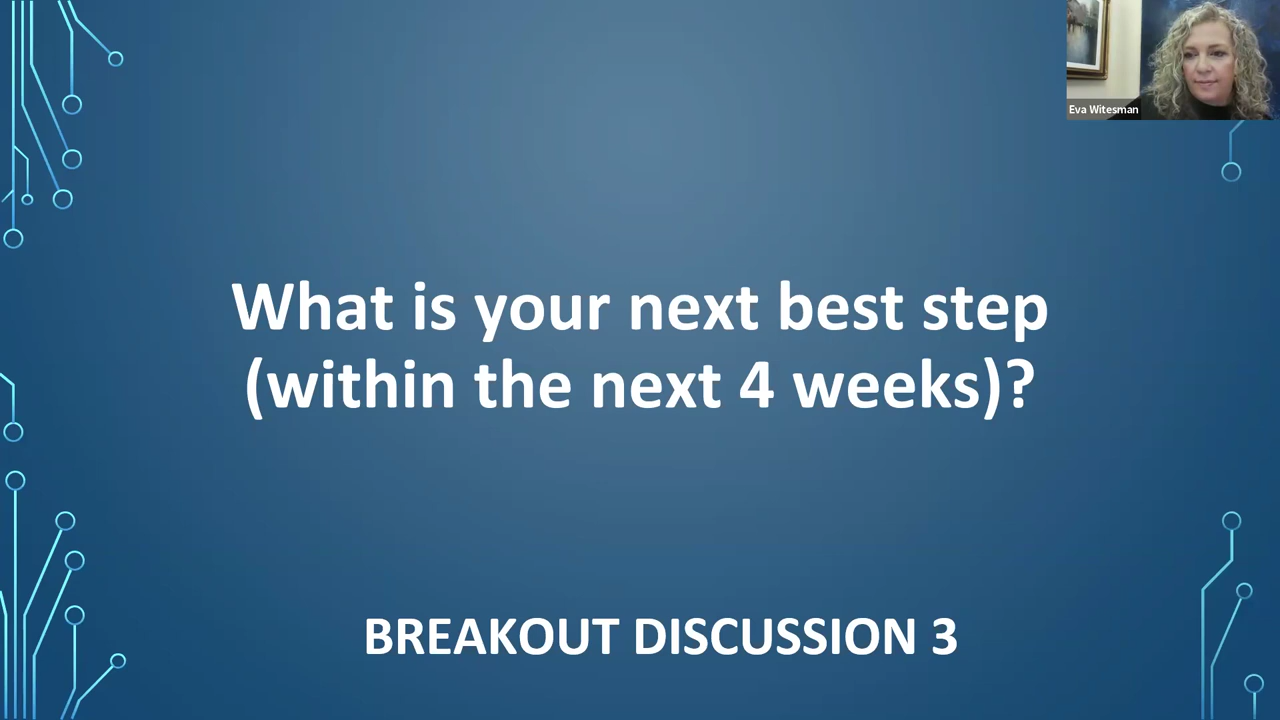 Eva Witesman
What is your next best step
(within the next 4 weeks)?
BREAKOUT DISCUSSION 3